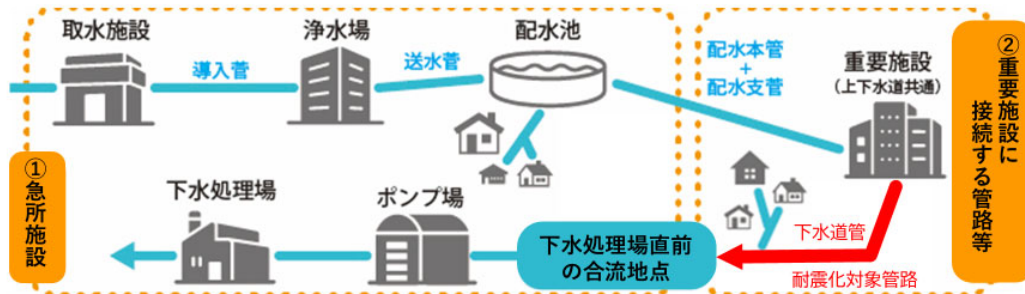 取水施設
浄水場
配水池
導入菅
送水菅
配水本管
+
配水支菅
重要施設
(上下水道共通)
②重要施設に
接続する管路等
①急所施設
下水処理場
ポンプ場
下水処理場直前
の合流地点
下水道管
耐震化対象管路